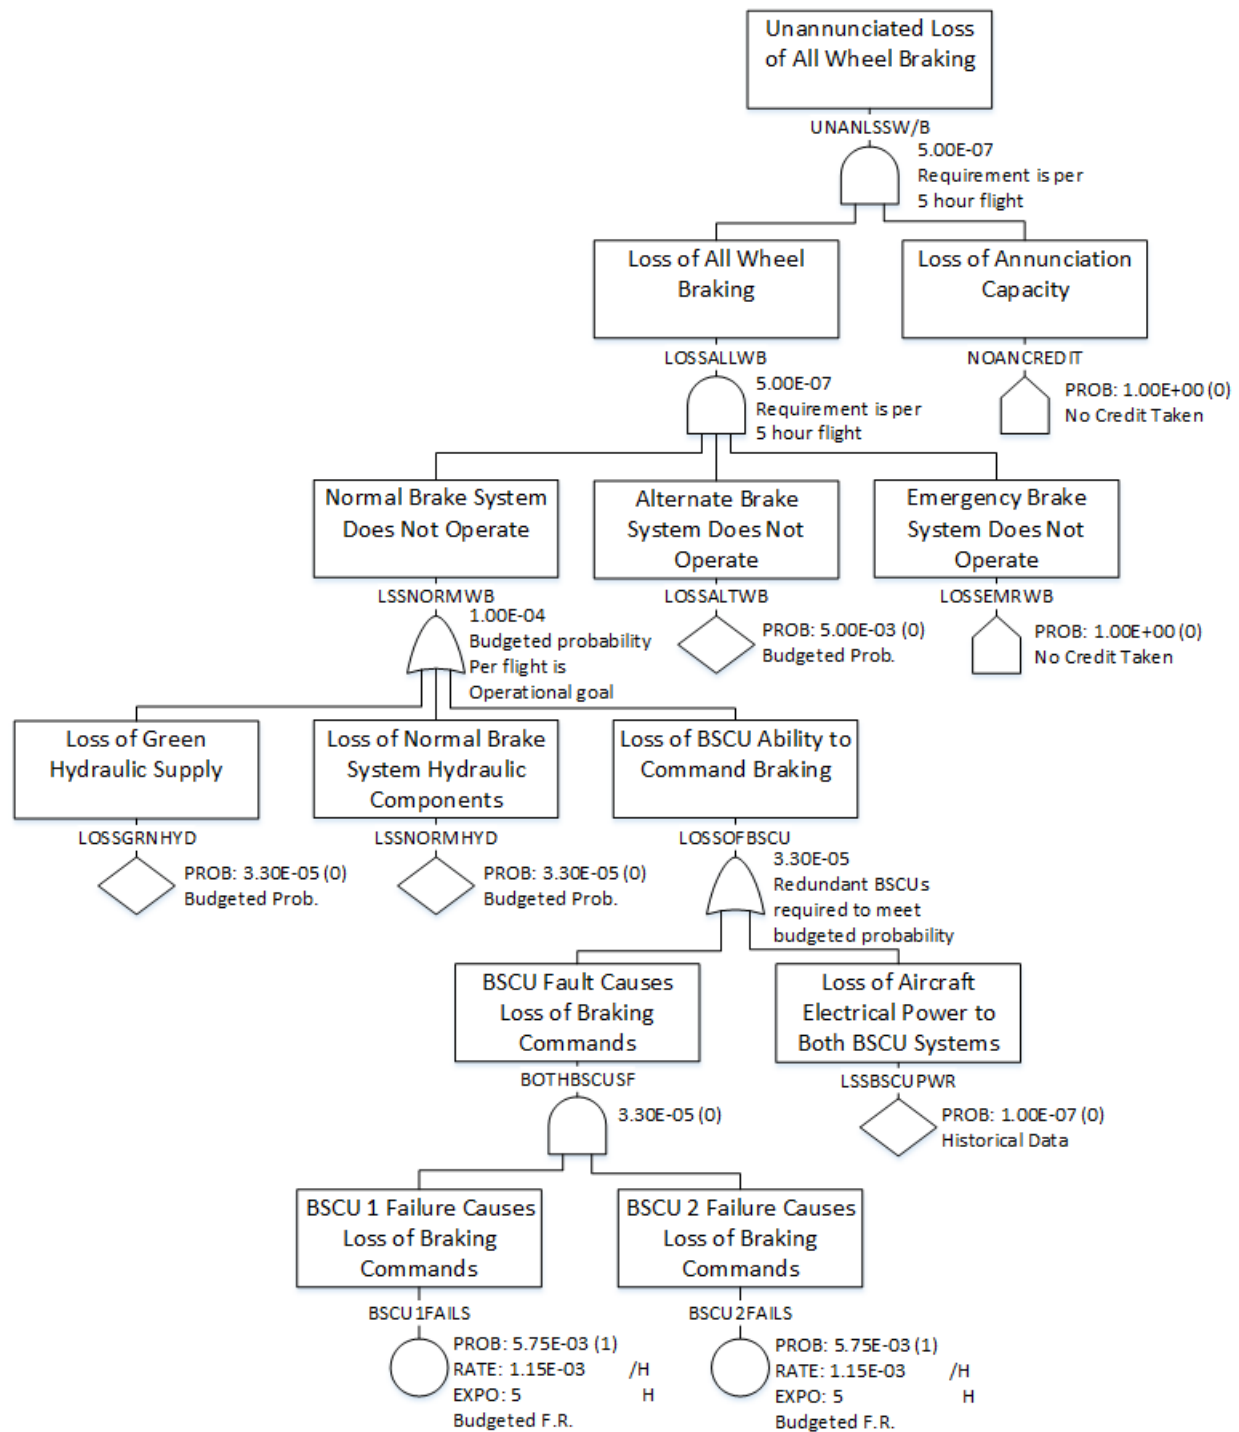 Unannunciated Loss
of All Wheel Braking
UNANLSSW/B
5.00E-07
Requirement is per
5 hour flight
Loss of All Wheel
Braking
LOSSALLWB
5.00E-07
Requirement is per
5 hour flight
Loss of Annunciation
Capacity
NOANCREDIT
PROB: 1.00E+00 (0)
No Credit Taken
Normal Brake System
Does Not Operate
LSSNORMWB
1.00E-04
Budgeted probability
Per flight is
Operational goal
Alternate Brake
System Does Not
Operate
LOSSALTWB
PROB: 5.00E-03 (0)
Budgeted Prob.
Emergency Brake
System Does Not
Operate
LOSSEMRWB
PROB: 1.00E+00 (0)
No Credit Taken
Loss of Green
Hydraulic Supply
LOSSGRNHYD
PROB: 3.30E-05 (0)
Budgeted Prob.
Loss of Normal Brake
System Hydraulic
Components
LSSNORMHYD
PROB: 3.30E-05 (0)
Budgeted Prob.
Loss of BSCU Ability to
Command Braking
LOSSOFBSCU
3.30E-05
Redundant BSCUs
required to meet
budgeted probability
BSCU Fault Causes
Loss of Braking
Commands
BOTHBSCUSF
3.30E-05 (0)
Loss of Aircraft
Electrical Power to
Both BSCU Systems
LSSBSCUPWR
PROB: 1.00E-07 (0)
Historical Data
BSCU 1 Failure Causes
Loss of Braking
Commands
BSCU1FAILS
PROB: 5.75E-03 (1)
RATE: 1.15E-03 /H
EXPO: 5 H
Budgeted F.R.
BSCU 2 Failure Causes
Loss of Braking
Commands
BSCU2FAILS
PROB: 5.75E-03 (1)
RATE: 1.15E-03 /H
EXPO: 5 H
Budgeted F.R.